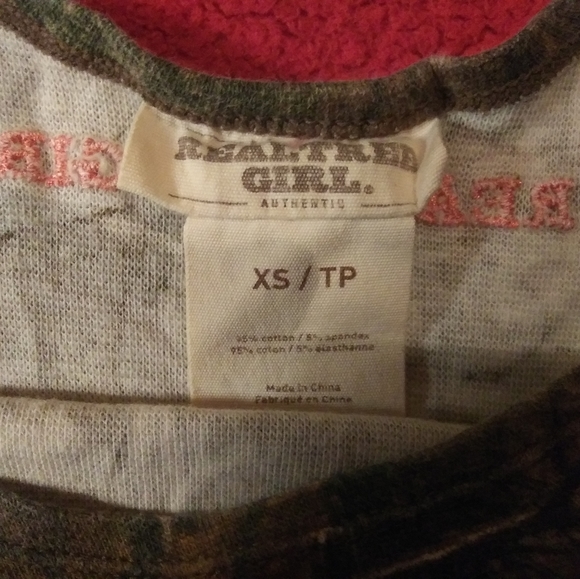 REALTREE
GIRL®
AUTHENTIC
XS / TP
95% cotton / 5% spandex
95% coton / 5% élasthanne
Made in China
Fabriqué en Chine